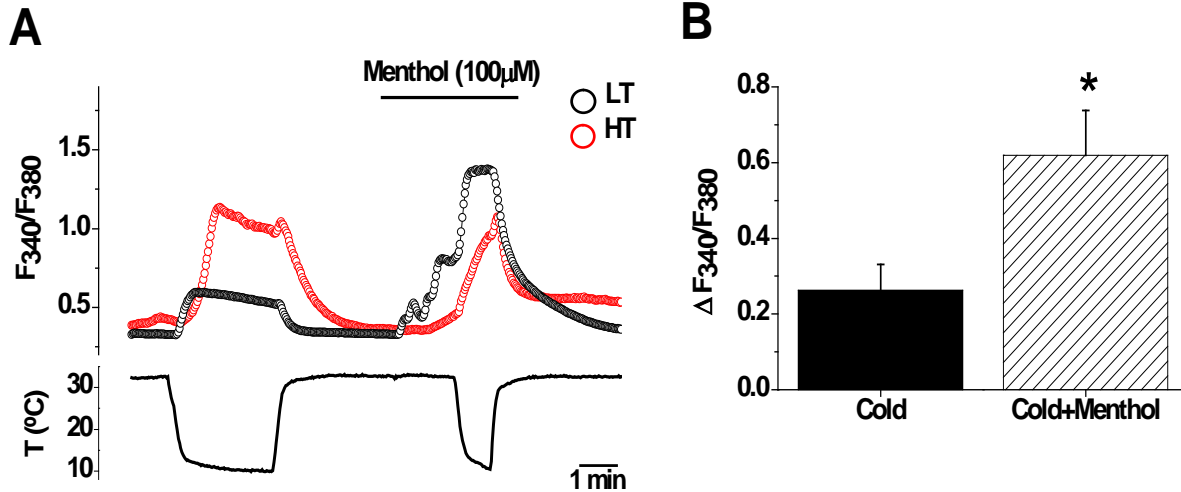 A
Menthol (100μM)
LT
HT
F340/F380
1.5
1.0
0.5
T (ºC)
30
20
10
1 min
B
Δ F340/F380
0.8
0.6
0.4
0.2
0.0
*
Cold
Cold+Menthol